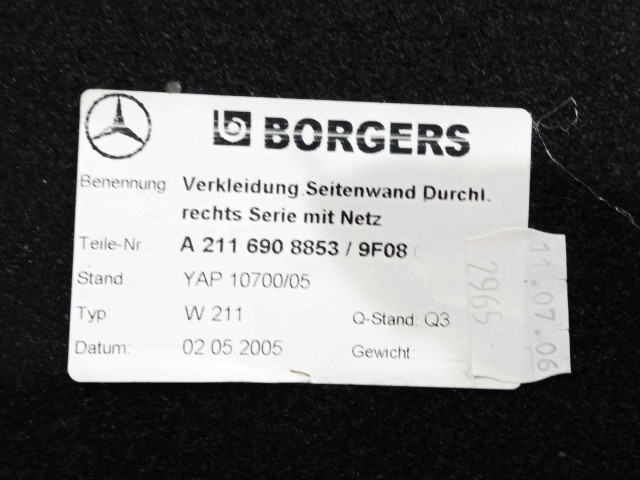 BORGERS
Benennung: Verkleidung Seitenwand Durchl.
rechts Serie mit Netz
Teile-Nr. A 211 690 8853 / 9F08
Stand: YAP 10700/05
Typ: W 211 Q-Stand: Q3
Datum: 02.05.2005 Gewicht:
11.07.06
2965